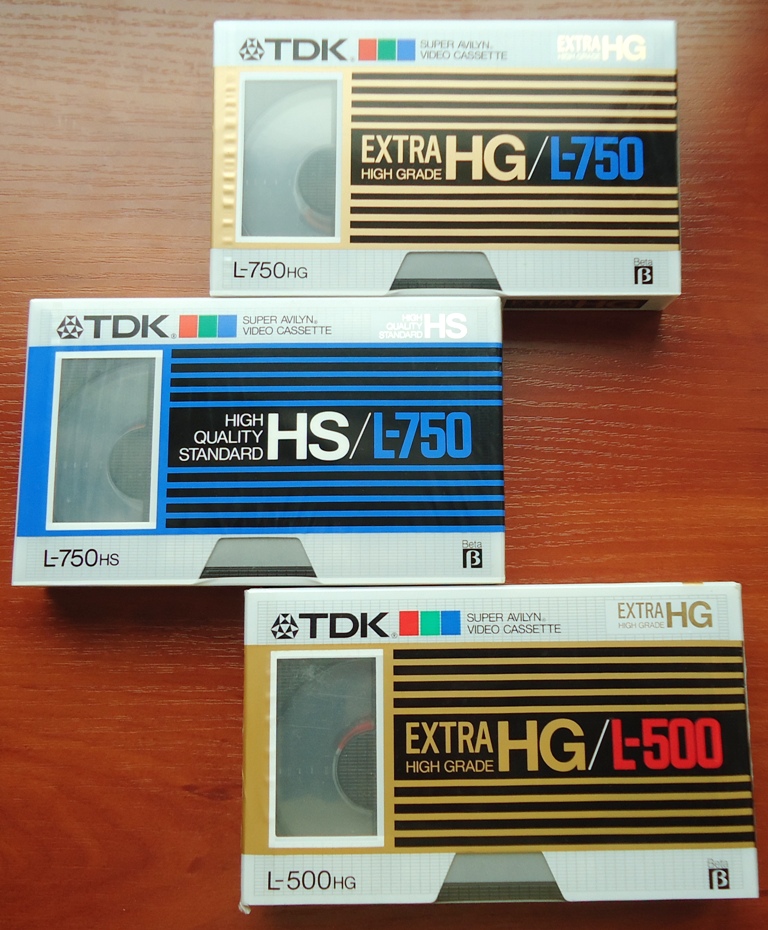 TDK® SUPER AVILYN® EXTRA HG
VIDEO CASSETTE HIGH GRADE
EXTRA HG/L-750
HIGH GRADE
L-750HG
Beta
β
TDK® SUPER AVILYN® HIGH QUALITY STANDARD HS
VIDEO CASSETTE
HIGH
QUALITY HS/L-750
STANDARD
L-750HS
Beta
β
TDK® SUPER AVILYN® EXTRA HG
VIDEO CASSETTE HIGH GRADE
EXTRA HG/L-500
HIGH GRADE
L-500HG
Beta
β